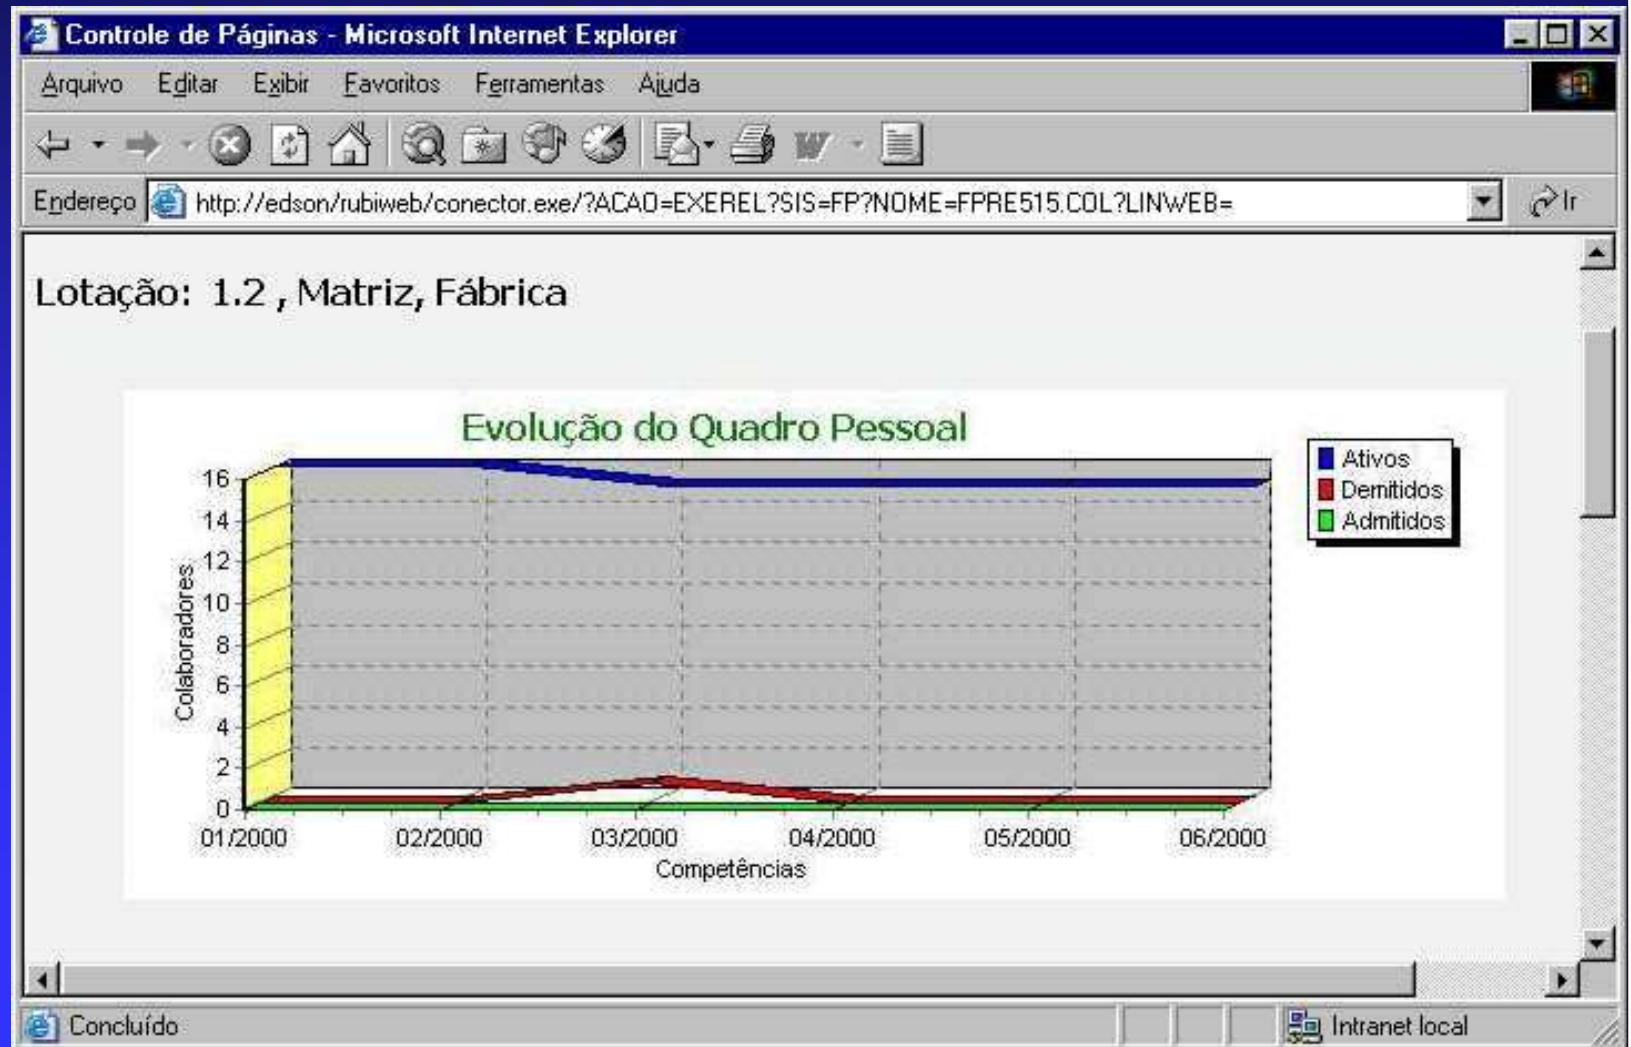 Controle de Páginas - Microsoft Internet Explorer
Arquivo Editar Exibir Favoritos Ferramentas Ajuda
Endereço http://edson/rubiweb/conector.exe/?ACAO=EXEREL?SIS=FP?NOME=FPRE515.COL?LINWEB= Ir
Lotação: 1.2 , Matriz, Fábrica
Evolução do Quadro Pessoal
Ativos
Demitidos
Admitidos
Colaboradores
16
14
12
10
8
6
4
2
0
01/2000 02/2000 03/2000 04/2000 05/2000 06/2000
Competências
Concluído Intranet local